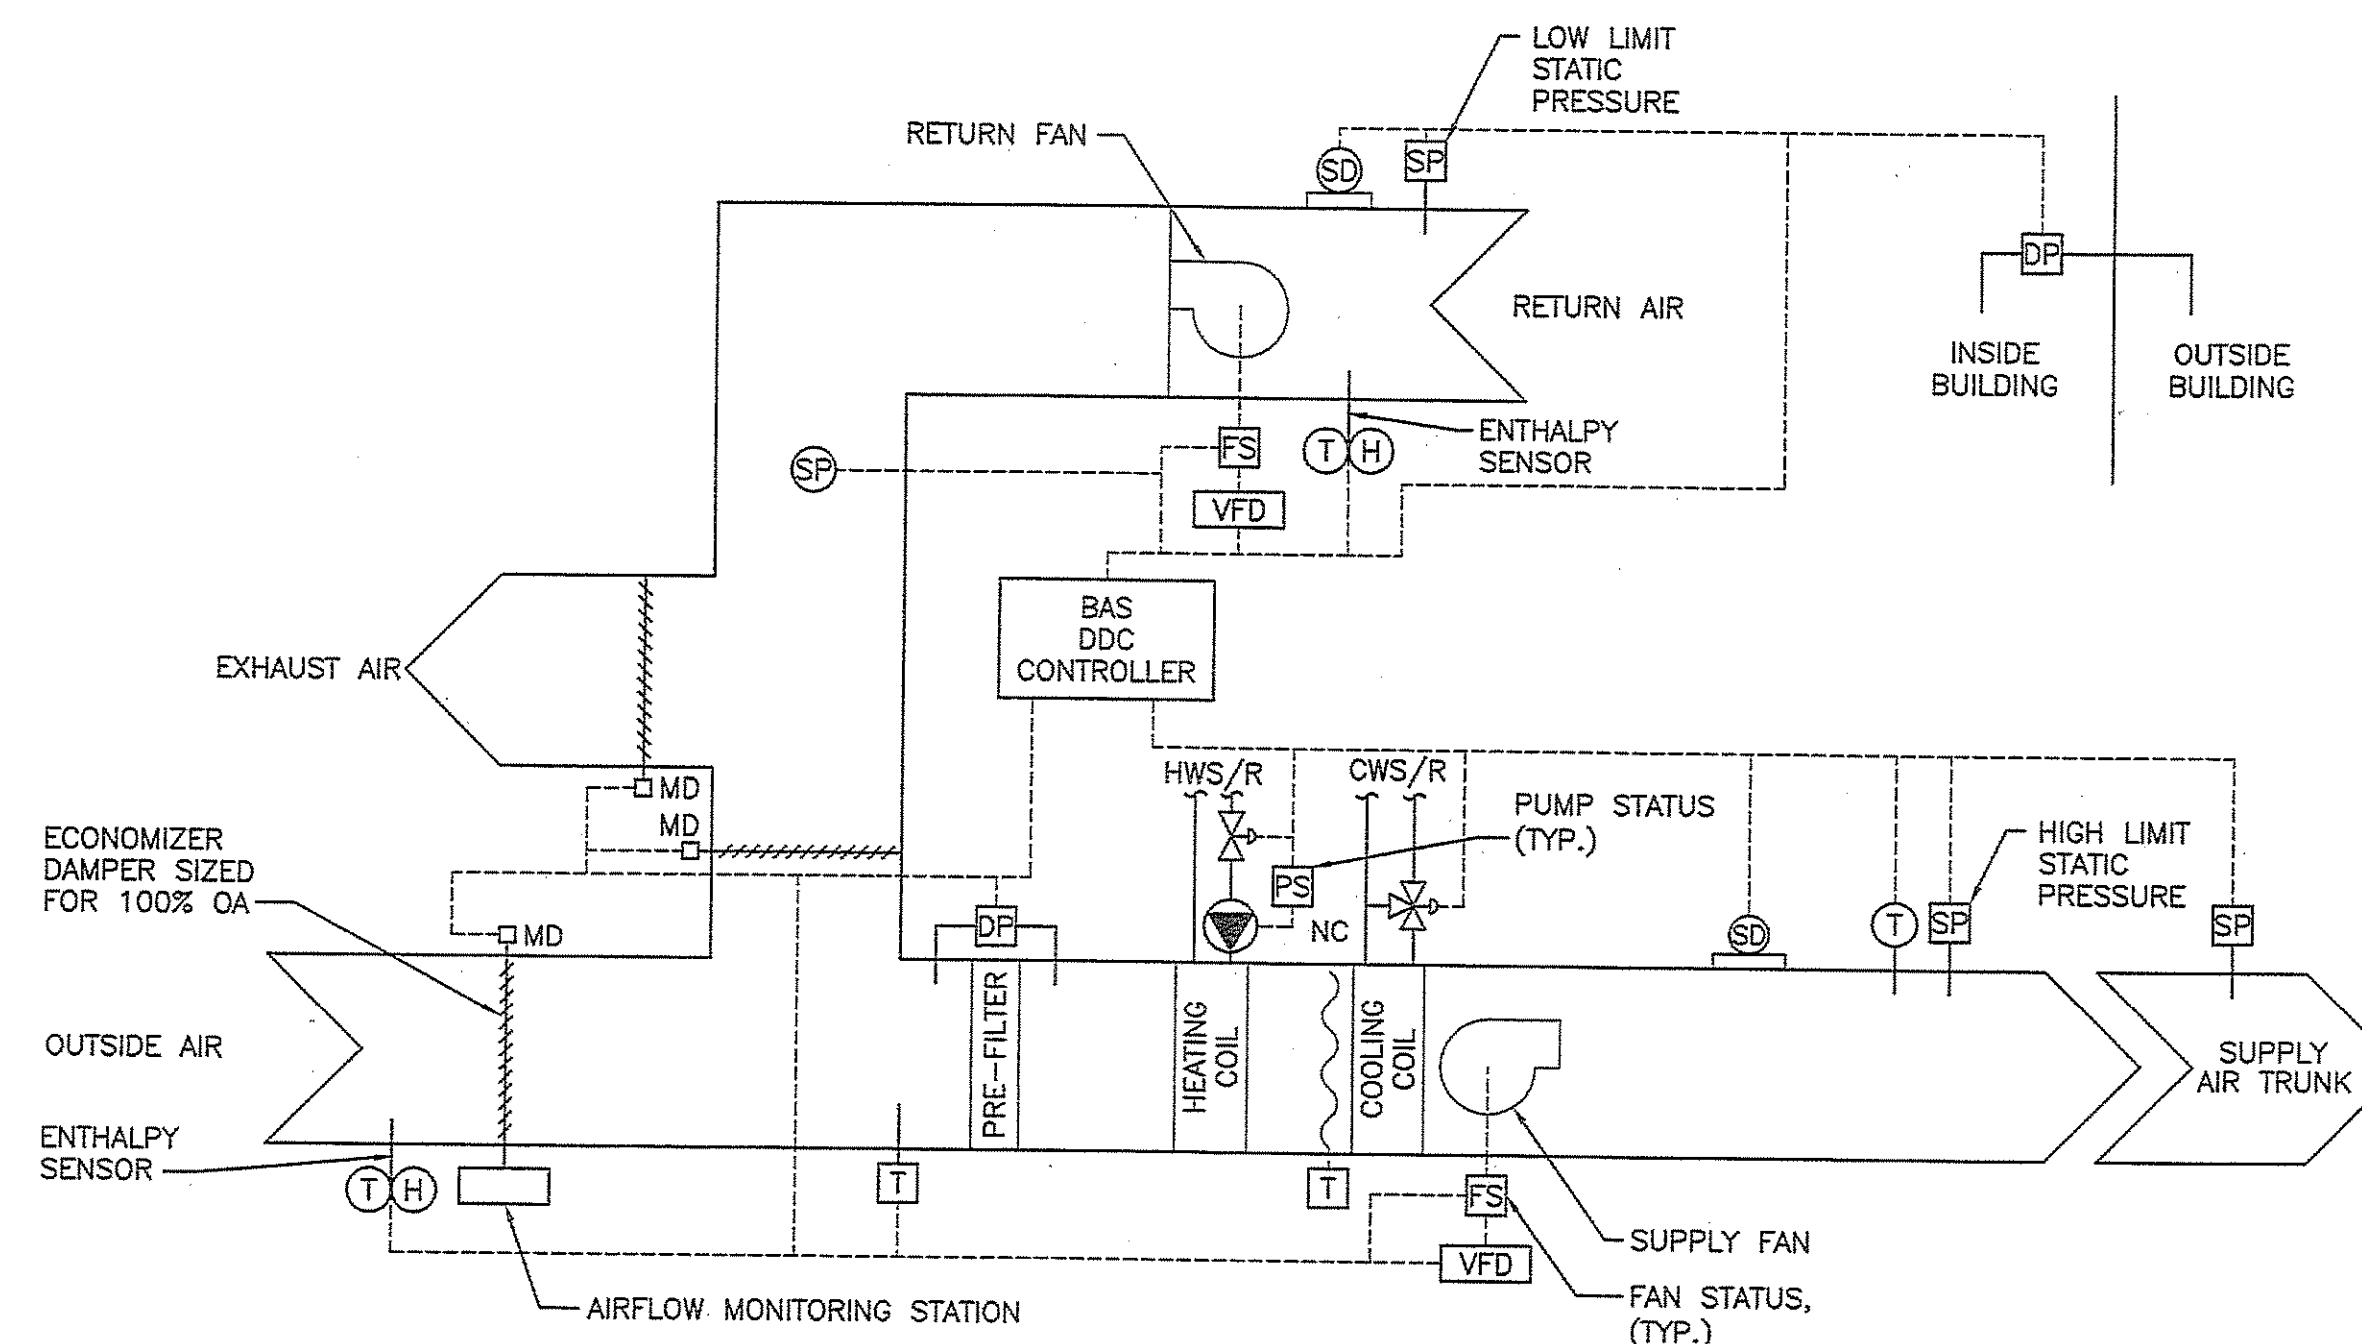 LOW LIMIT
STATIC
PRESSURE
RETURN FAN
SD
SP
DP
RETURN AIR
INSIDE
BUILDING
OUTSIDE
BUILDING
ENTHALPY
SENSOR
SP
FS
T H
VFD
BAS
DDC
CONTROLLER
EXHAUST AIR
MD
MD
HWS/R
CWS/R
PUMP STATUS
(TYP.)
HIGH LIMIT
STATIC
PRESSURE
ECONOMIZER
DAMPER SIZED
FOR 100% OA
MD
DP
PS
NC
SD
T
SP
SP
OUTSIDE AIR
PRE-FILTER
HEATING
COIL
COOLING
COIL
SUPPLY
AIR TRUNK
ENTHALPY
SENSOR
T H
T
T
FS
VFD
SUPPLY FAN
AIRFLOW MONITORING STATION
FAN STATUS,
(TYP.)